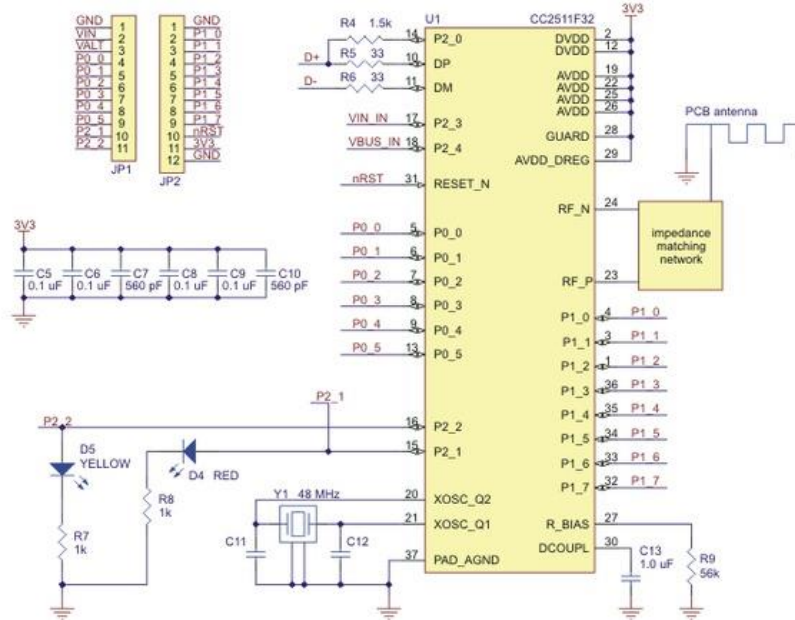 GND
VIN
VALT
P0_0
P0_1
P0_2
P0_3
P0_4
P0_5
P2_1
P2_2
1
2
3
4
5
6
7
8
9
10
11
JP1
1
2
3
4
5
6
7
8
9
10
11
12
JP2
GND
P1_0
P1_1
P1_2
P1_3
P1_4
P1_5
P1_6
P1_7
nRST
3V3
GND
3V3
C5
0.1 uF
C6
0.1 uF
C7
560 pF
C8
0.1 uF
C9
0.1 uF
C10
560 pF
U1
CC2511F32
R4 1.5k
D+
R5 33
D-
R6 33
14 P2_0
10 DP
11 DM
VIN_IN 17 P2_3
VBUS_IN 18 P2_4
nRST 31 RESET_N
P0_0 5 P0_0
P0_1 6 P0_1
P0_2 7 P0_2
P0_3 8 P0_3
P0_4 9 P0_4
P0_5 13 P0_5
P2_1
P2_2
16 P2_2
15 P2_1
20 XOSC_Q2
21 XOSC_Q1
37 PAD_AGND
D5
YELLOW
D4 RED
R8
1k
R7
1k
Y1 48 MHz
C11
C12
3V3
DVDD 2
DVDD 12
AVDD 19
AVDD 22
AVDD 25
AVDD 26
GUARD 28
AVDD_DREG 29
RF_N 24
RF_P 23
PCB antenna
impedance
matching
network
P1_0 4 P1_0
P1_1 3 P1_1
P1_2 1 P1_2
P1_3 36 P1_3
P1_4 35 P1_4
P1_5 34 P1_5
P1_6 33 P1_6
P1_7 32 P1_7
R_BIAS 27
DCOUPL 30
C13
1.0 uF
R9
56k